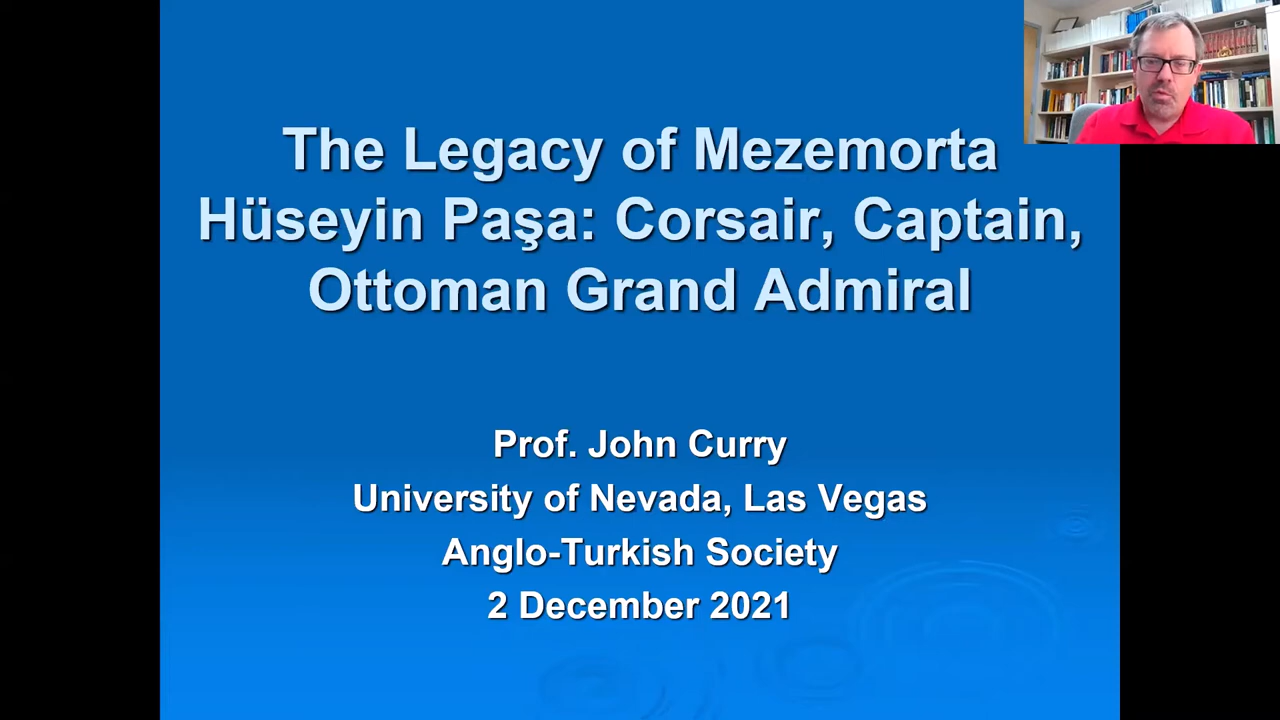 The Legacy of Mezemorta
Hüseyin Paşa: Corsair, Captain,
Ottoman Grand Admiral
Prof. John Curry
University of Nevada, Las Vegas
Anglo-Turkish Society
2 December 2021